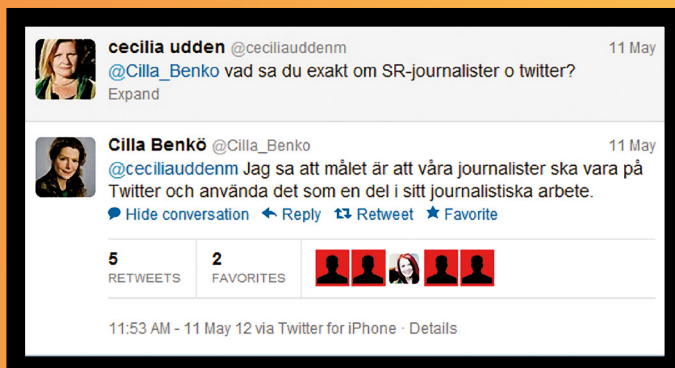 cecilia udden @ceciliauddenm 11 May
@Cilla_Benko vad sa du exakt om SR-journalister o twitter?
Expand
Cilla Benkö @Cilla_Benko 11 May
@ceciliauddenm Jag sa att målet är att våra journalister ska vara på
Twitter och använda det som en del i sitt journalistiska arbete.
Hide conversation Reply Retweet Favorite
5 2
RETWEETS FAVORITES
11:53 AM - 11 May 12 via Twitter for iPhone · Details